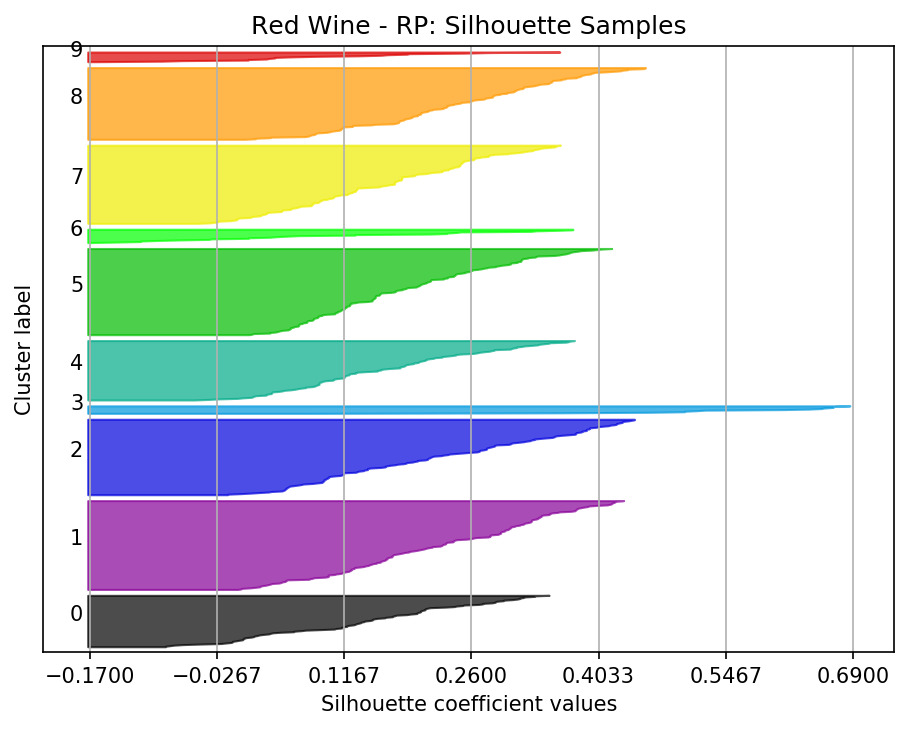 Red Wine - RP: Silhouette Samples
9
8
7
6
5
4
3
2
1
0
Cluster label
−0.1700 −0.0267 0.1167 0.2600 0.4033 0.5467 0.6900
Silhouette coefficient values